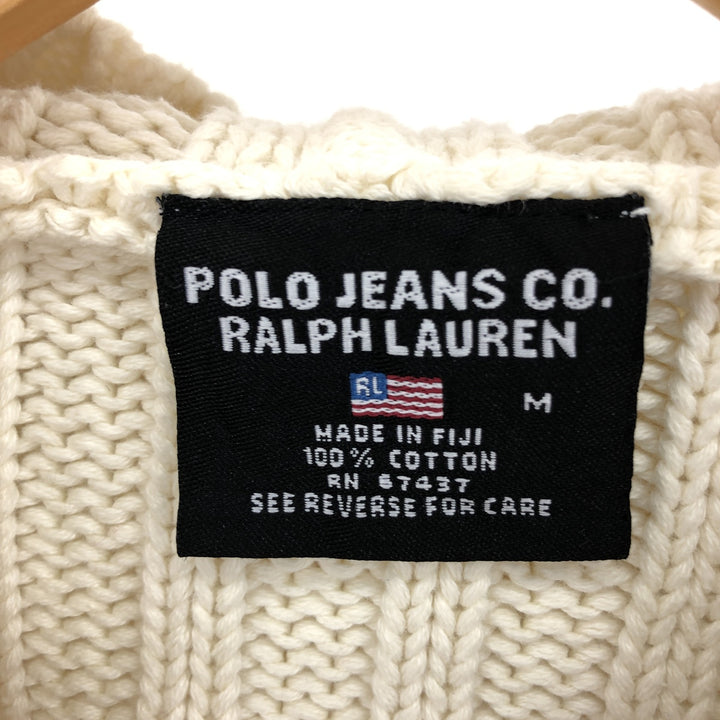 POLO JEANS CO.
RALPH LAUREN
RL
M
MADE IN FIJI
100% COTTON
RN 67437
SEE REVERSE FOR CARE